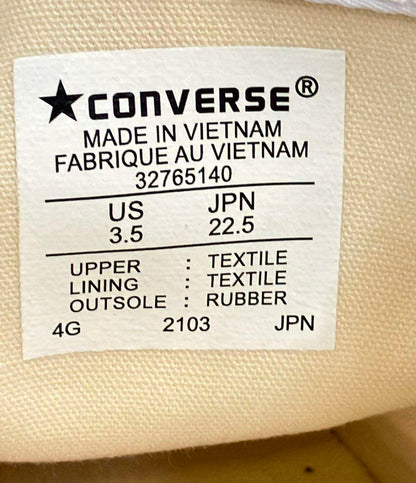 ★CONVERSE®
MADE IN VIETNAM
FABRIQUE AU VIETNAM
32765140
US JPN
3.5 22.5
UPPER : TEXTILE
LINING : TEXTILE
OUTSOLE : RUBBER
4G 2103 JPN